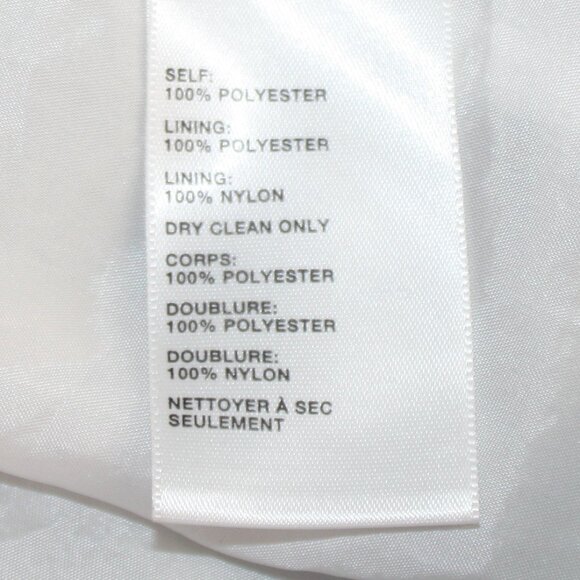 SELF:
100% POLYESTER
LINING:
100% POLYESTER
LINING:
100% NYLON
DRY CLEAN ONLY
CORPS:
100% POLYESTER
DOUBLURE:
100% POLYESTER
DOUBLURE:
100% NYLON
NETTOYER À SEC
SEULEMENT